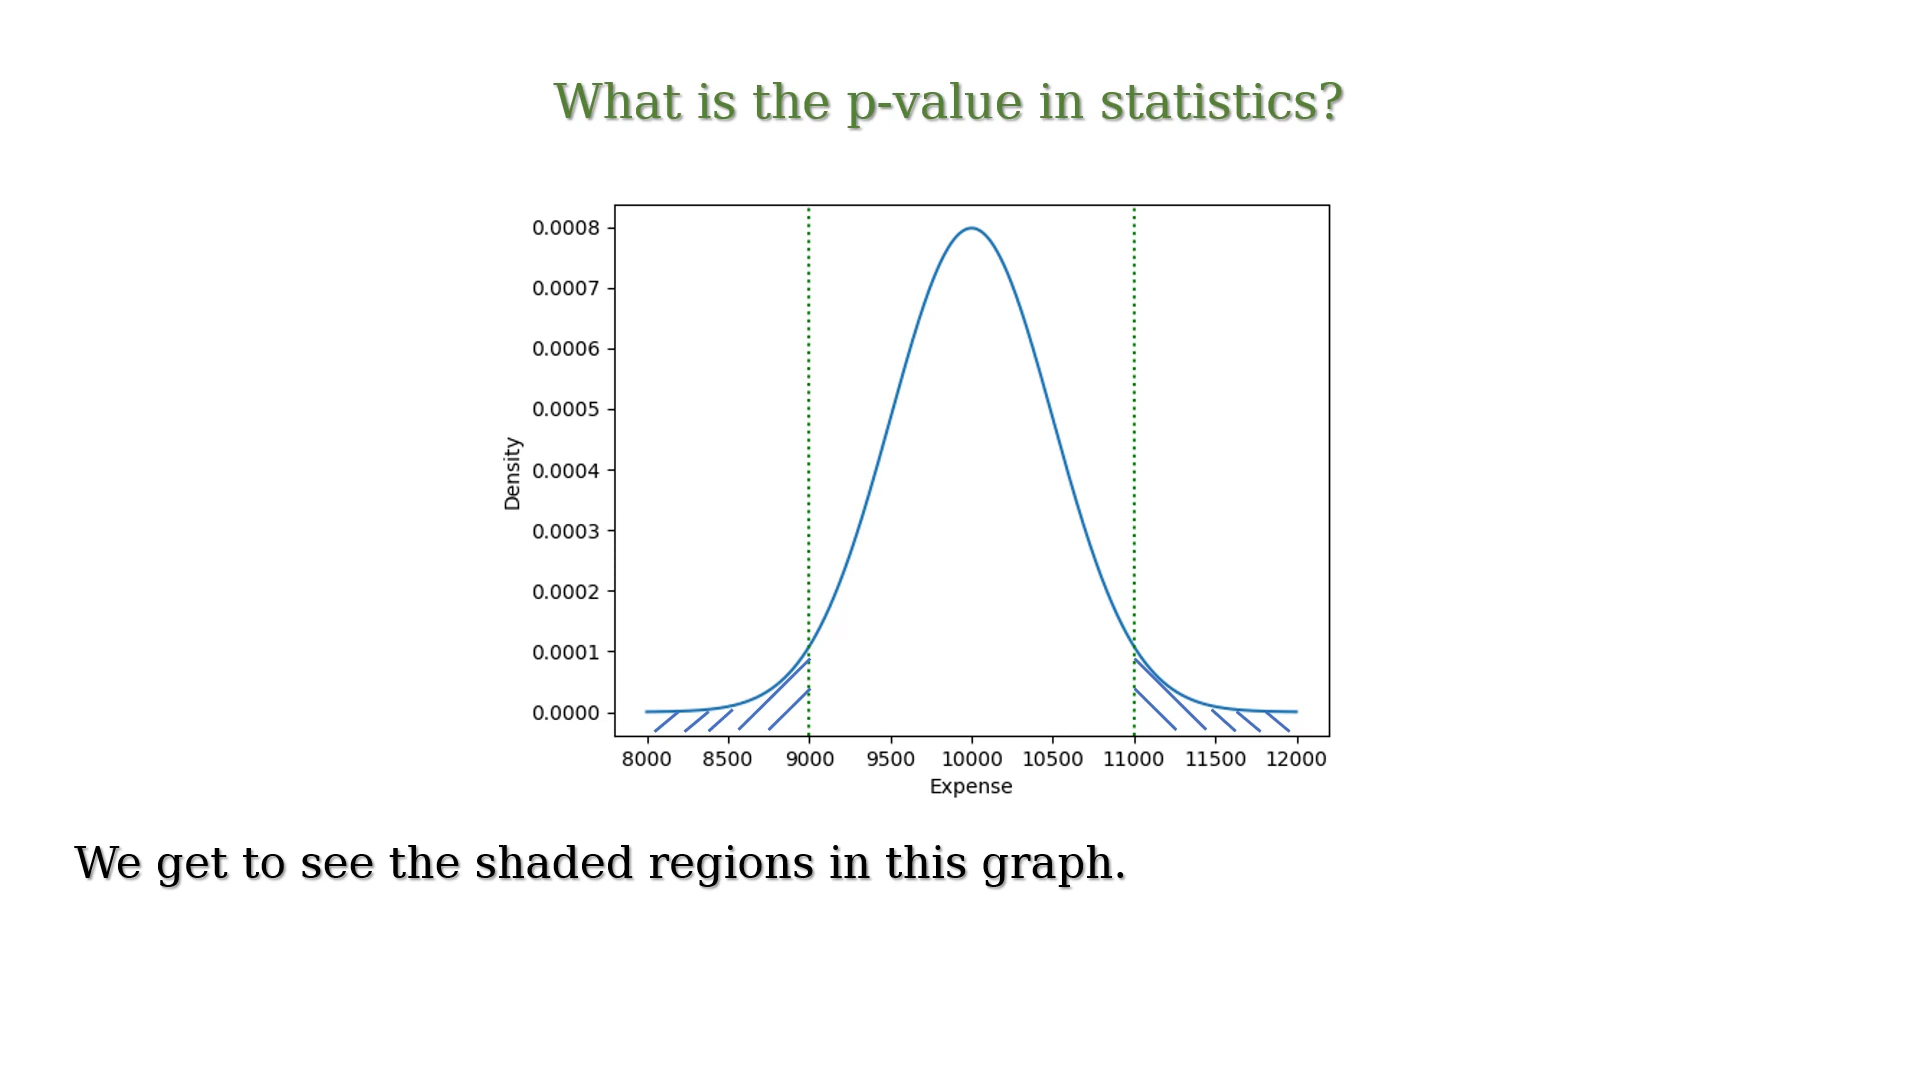 What is the p-value in statistics?
0.0008
0.0007
0.0006
0.0005
0.0004
0.0003
0.0002
0.0001
0.0000
Density
8000 8500 9000 9500 10000 10500 11000 11500 12000
Expense
We get to see the shaded regions in this graph.